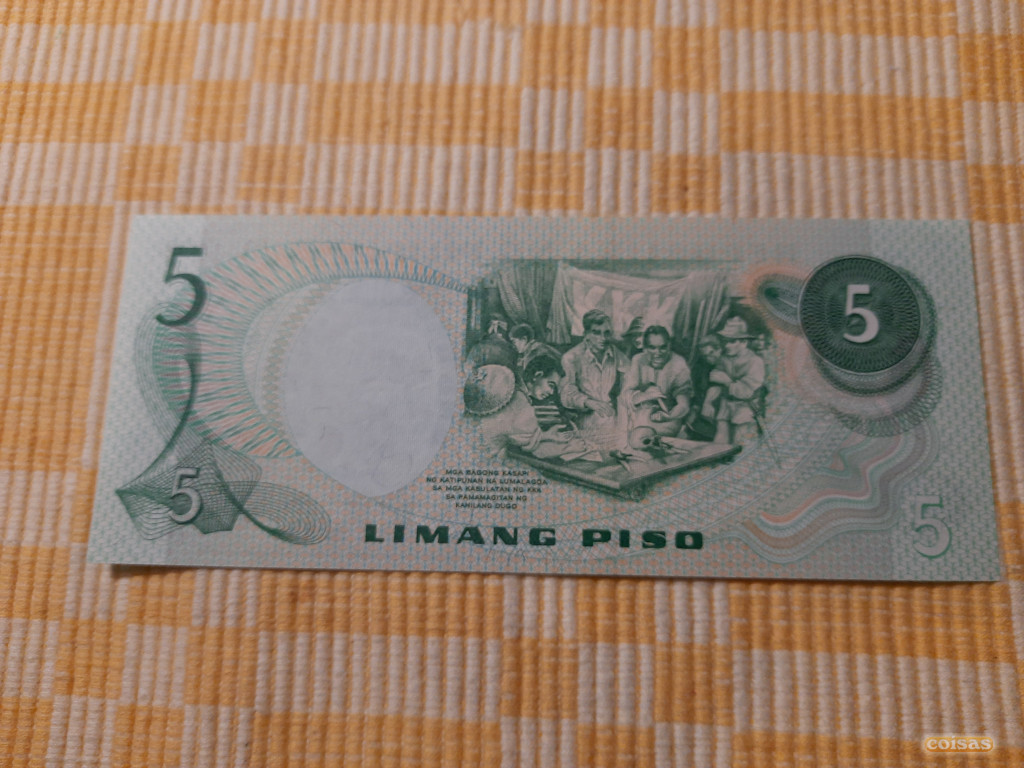 5
KKK
5
MGA BAGONG KASAPI
NG KATIPUNAN NA LUMALAGDA
SA MGA KASULATAN NG KKK
SA PAMAMAGITAN NG
KANILANG DUGO
5
5
LIMANG PISO
coisas